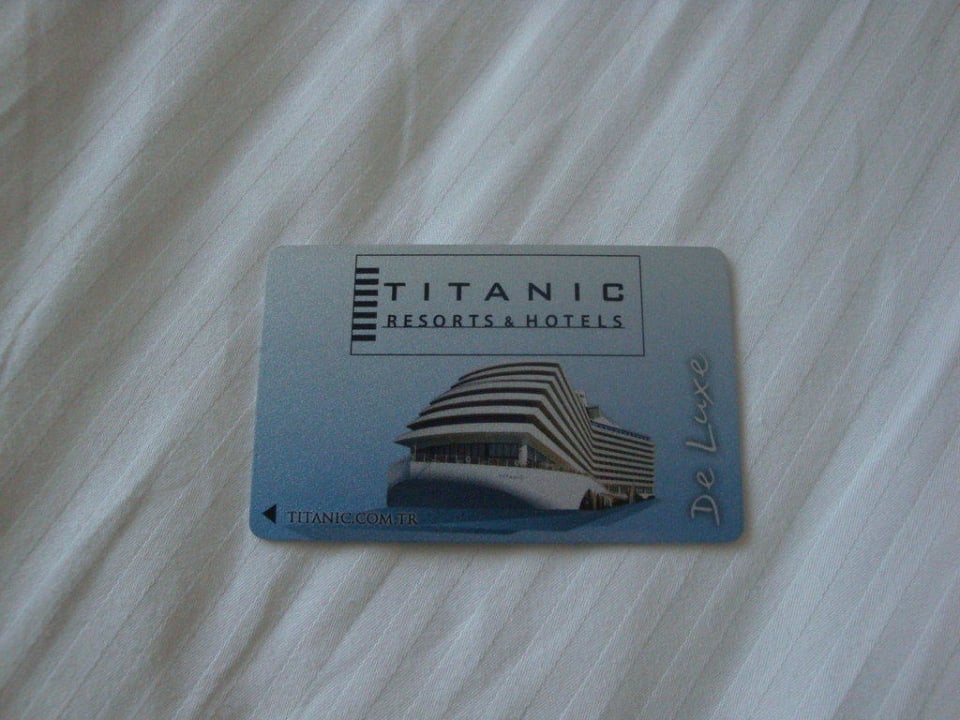 TITANIC
RESORTS & HOTELS
De Luxe
TITANIC.COM.TR